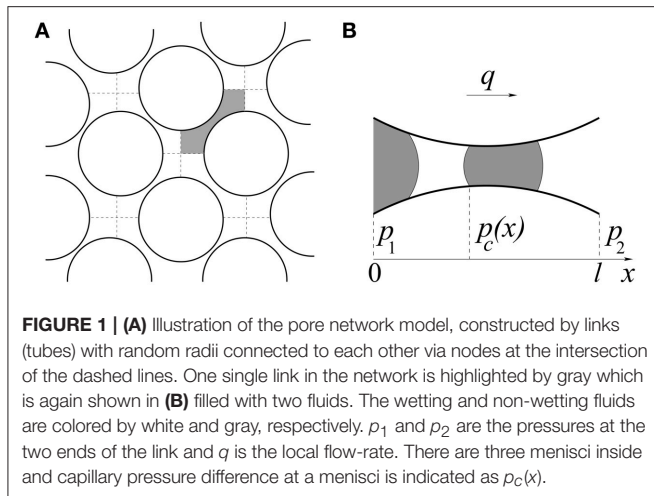 A
B
q
p1
pc(x)
p2
0
l
x
FIGURE 1 | (A) Illustration of the pore network model, constructed by links
(tubes) with random radii connected to each other via nodes at the intersection
of the dashed lines. One single link in the network is highlighted by gray which
is again shown in (B) filled with two fluids. The wetting and non-wetting fluids
are colored by white and gray, respectively. p1 and p2 are the pressures at the
two ends of the link and q is the local flow-rate. There are three menisci inside
and capillary pressure difference at a menisci is indicated as pc(x).